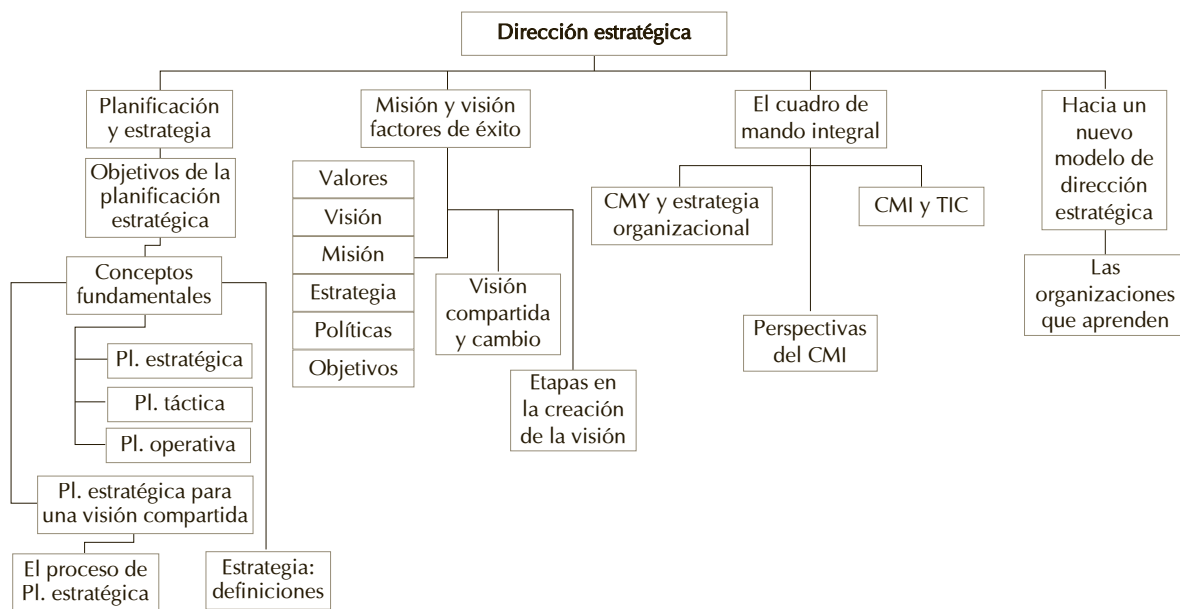 Dirección estratégica
Planificación
y estrategia
Objetivos de la
planificación
estratégica
Conceptos
fundamentales
Pl. estratégica
Pl. táctica
Pl. operativa
Pl. estratégica para
una visión compartida
El proceso de
Pl. estratégica
Estrategia:
definiciones
Misión y visión
factores de éxito
Valores
Visión
Misión
Estrategia
Políticas
Objetivos
Visión
compartida
y cambio
Etapas en
la creación
de la visión
El cuadro de
mando integral
CMY y estrategia
organizacional
Perspectivas
del CMI
CMI y TIC
Hacia un
nuevo
modelo de
dirección
estratégica
Las
organizaciones
que aprenden